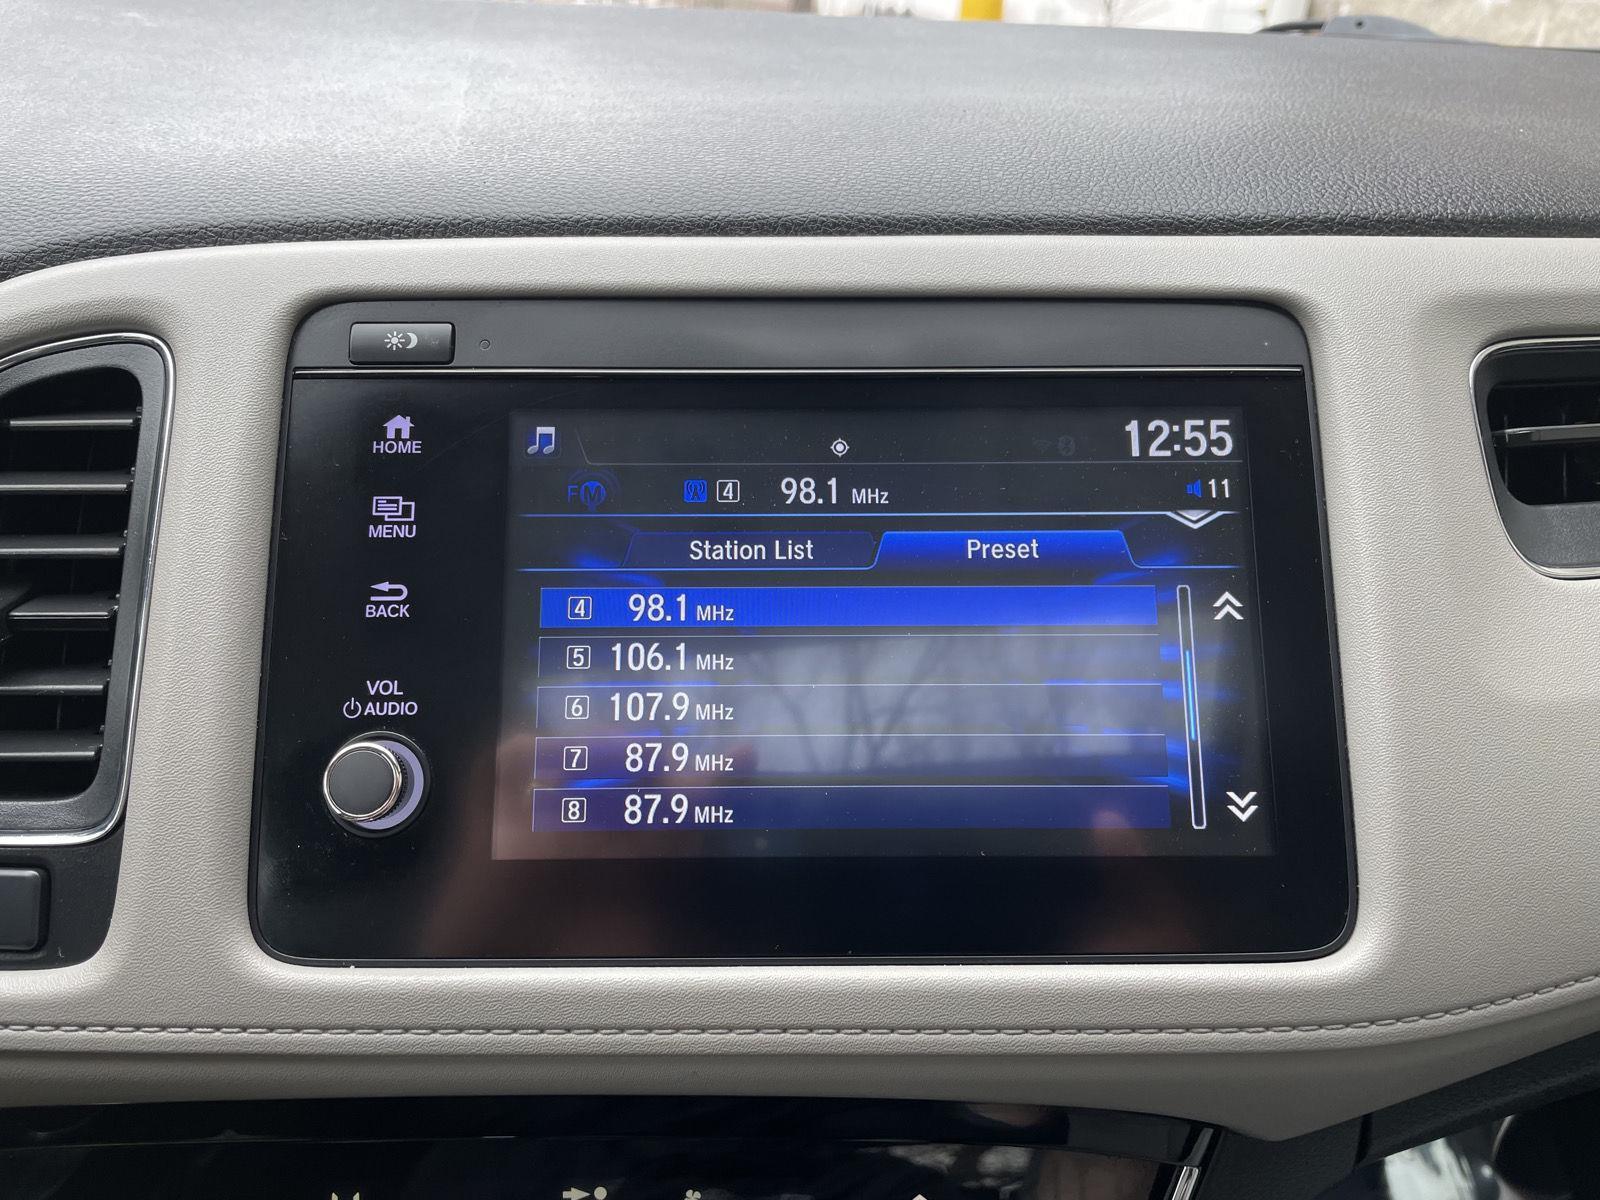 HOME
MENU
BACK
VOL
AUDIO
12:55
FM 4 98.1 MHz 11
Station List Preset
4 98.1 MHz
5 106.1 MHz
6 107.9 MHz
7 87.9 MHz
8 87.9 MHz